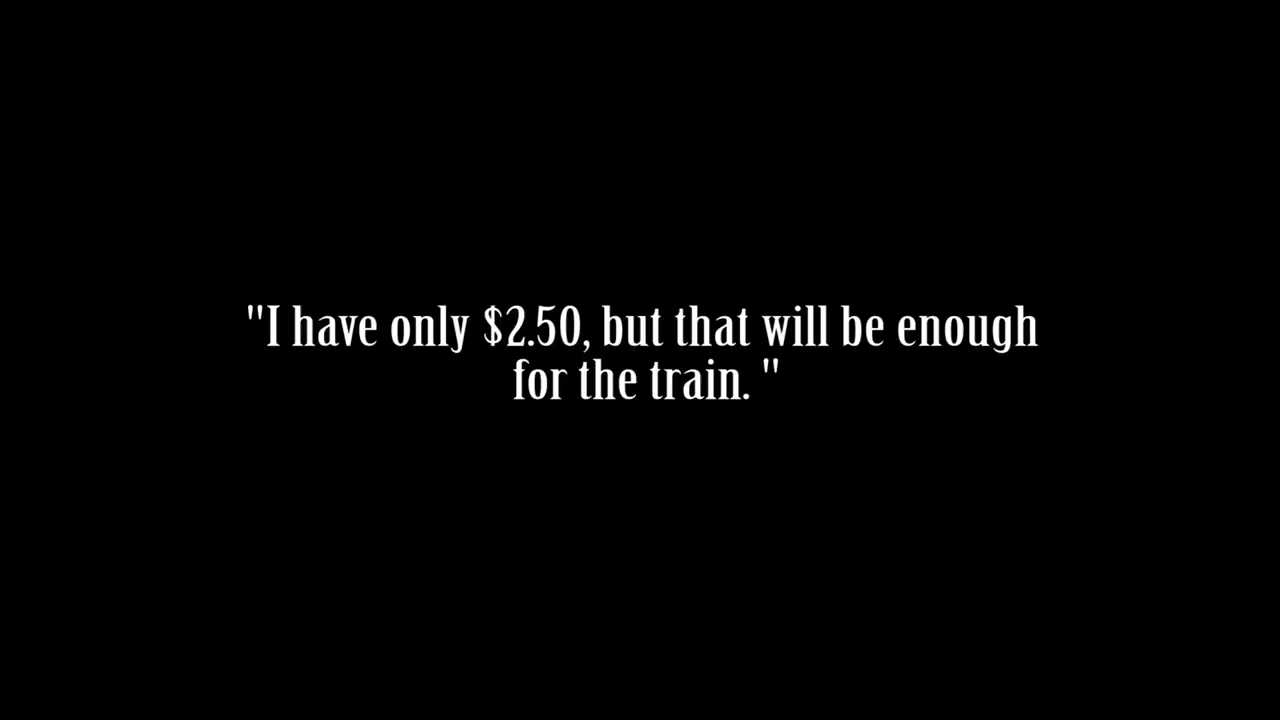 "I have only $2.50, but that will be enough
for the train. "